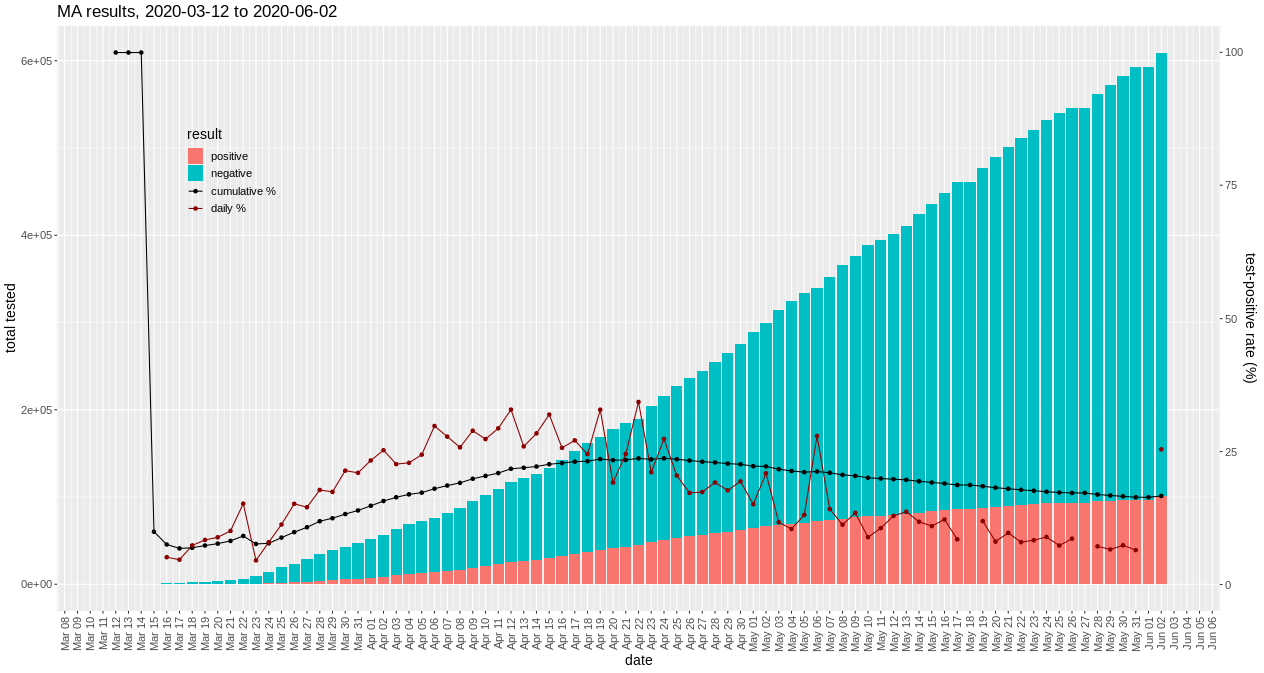 MA results, 2020-03-12 to 2020-06-02
total tested
6e+05
4e+05
2e+05
0e+00
result
positive
negative
cumulative %
daily %
100
75
50
25
0
test-positive rate (%)
Mar 08
Mar 09
Mar 10
Mar 11
Mar 12
Mar 13
Mar 14
Mar 15
Mar 16
Mar 17
Mar 18
Mar 19
Mar 20
Mar 21
Mar 22
Mar 23
Mar 24
Mar 25
Mar 26
Mar 27
Mar 28
Mar 29
Mar 30
Mar 31
Apr 01
Apr 02
Apr 03
Apr 04
Apr 05
Apr 06
Apr 07
Apr 08
Apr 09
Apr 10
Apr 11
Apr 12
Apr 13
Apr 14
Apr 15
Apr 16
Apr 17
Apr 18
Apr 19
Apr 20
Apr 21
Apr 22
Apr 23
Apr 24
Apr 25
Apr 26
Apr 27
Apr 28
Apr 29
Apr 30
May 01
May 02
May 03
May 04
May 05
May 06
May 07
May 08
May 09
May 10
May 11
May 12
May 13
May 14
May 15
May 16
May 17
May 18
May 19
May 20
May 21
May 22
May 23
May 24
May 25
May 26
May 27
May 28
May 29
May 30
May 31
Jun 01
Jun 02
Jun 03
Jun 04
Jun 05
Jun 06
date